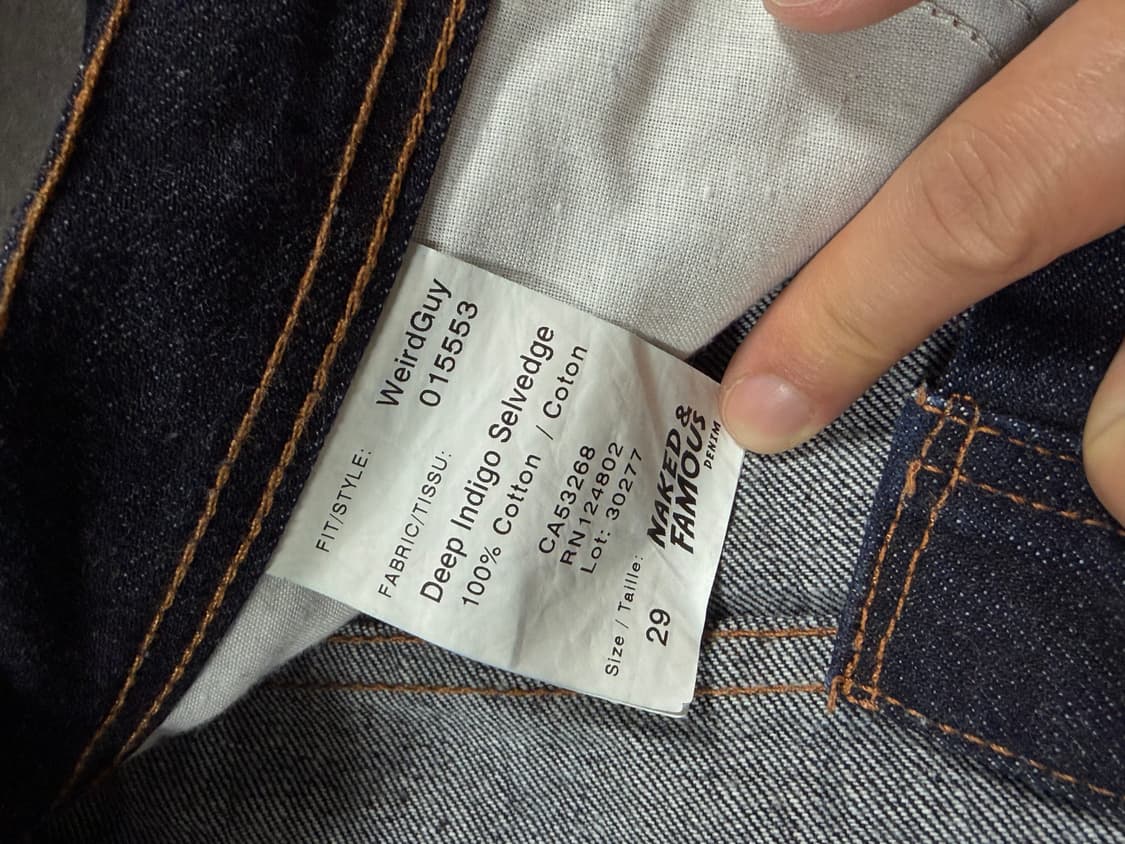 FIT/STYLE: WeirdGuy
015553
FABRIC/TISSU:
Deep Indigo Selvedge
100% Cotton / Coton
CA53268
RN124802
Lot: 30277
Size / Taille:
29
NAKED &
FAMOUS
DENIM